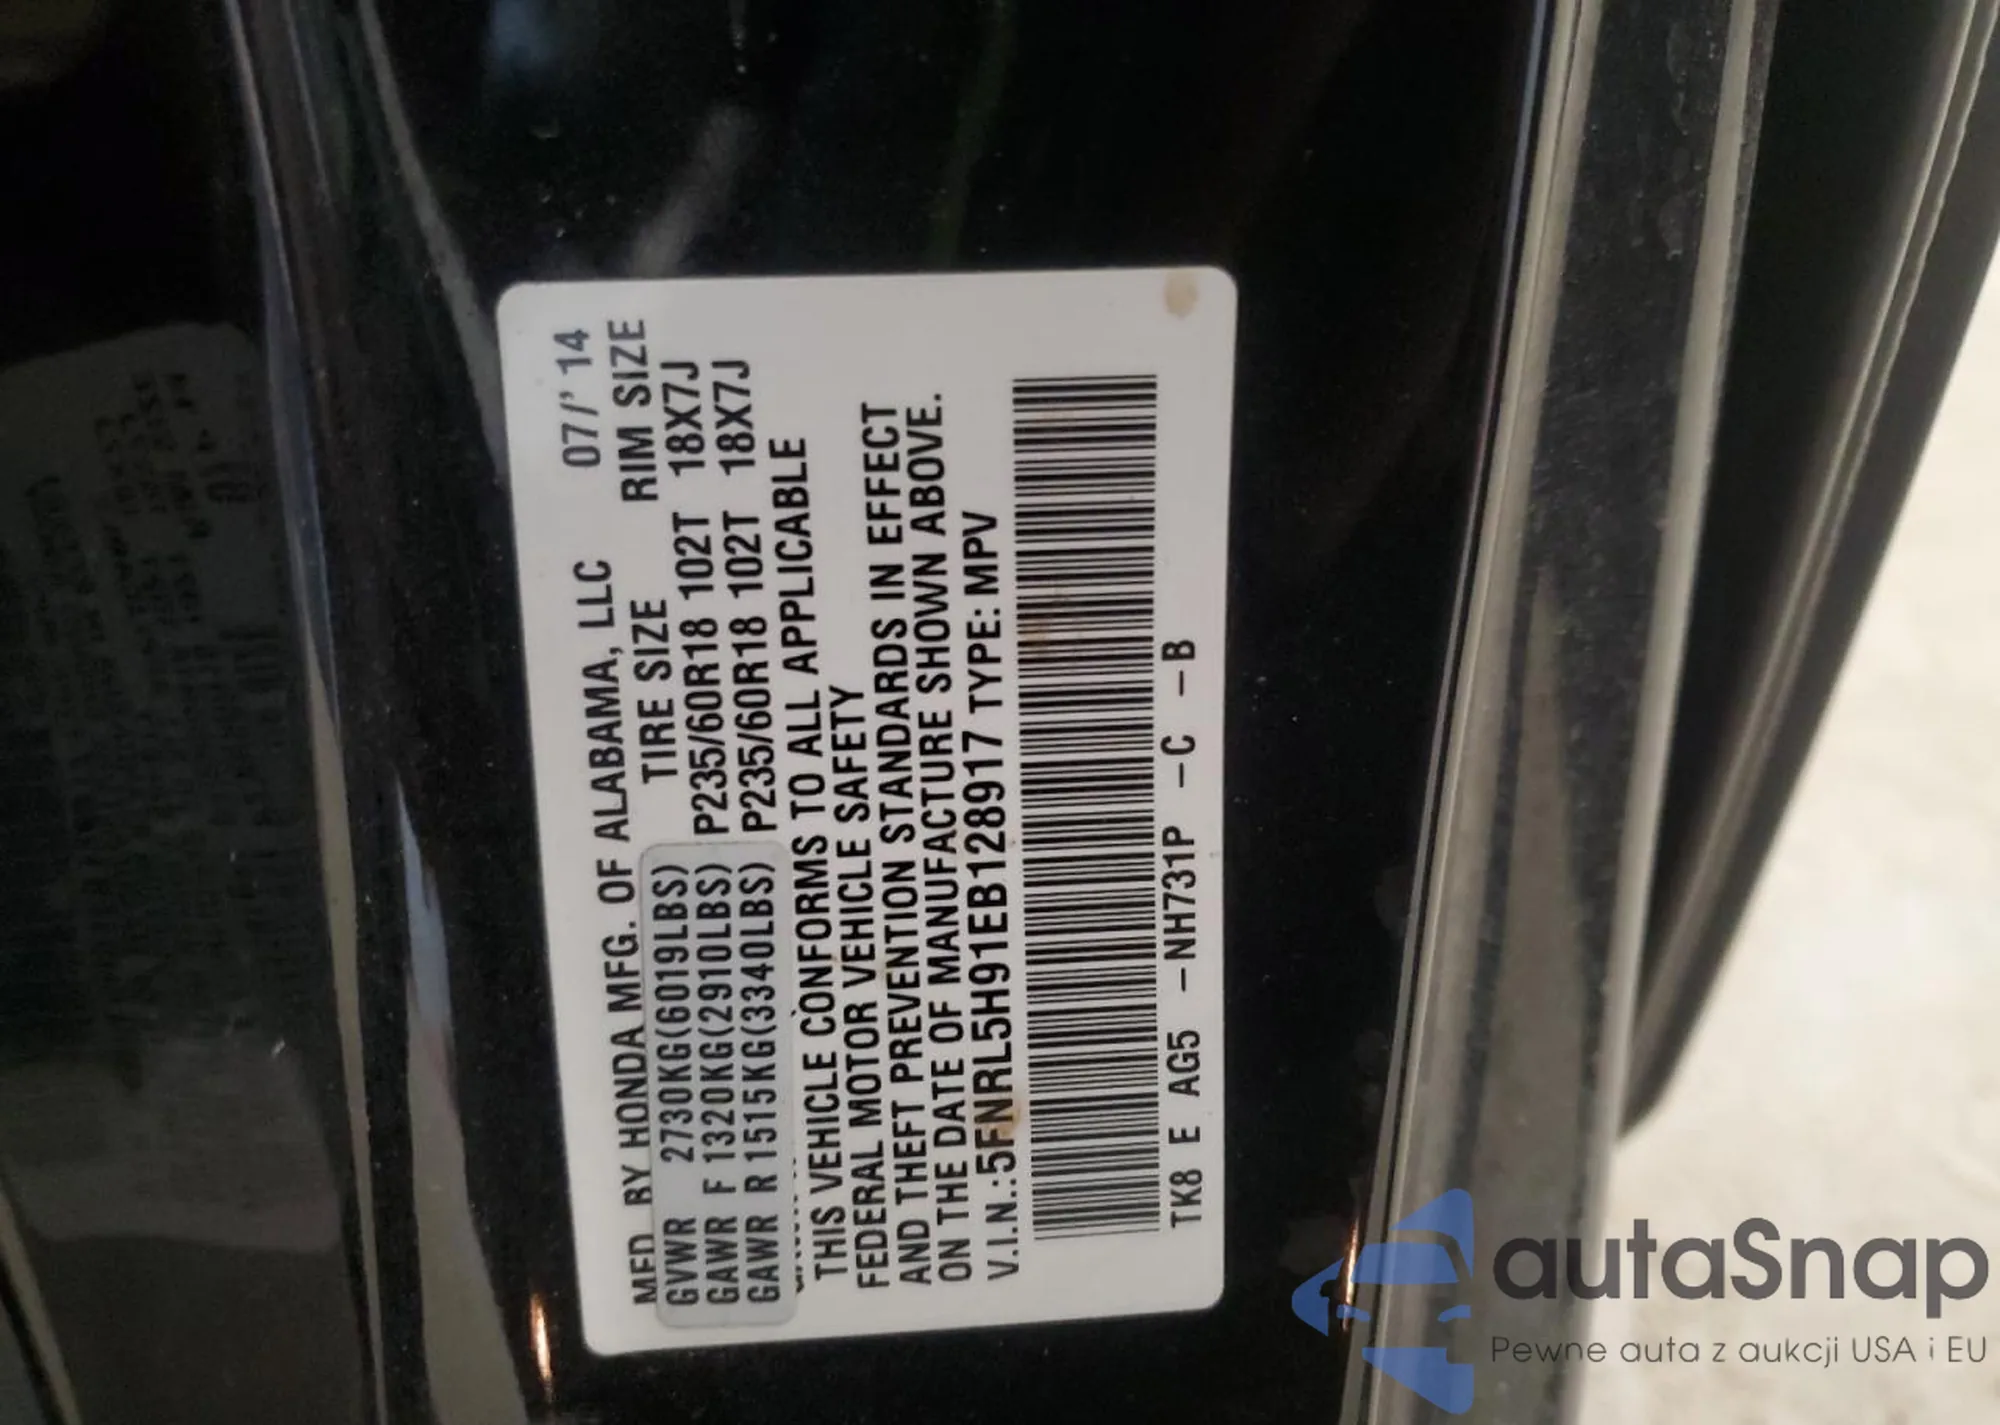 MFD. BY HONDA MFG. OF ALABAMA, LLC 07/'14
TIRE SIZE RIM SIZE
GVWR 2730KG(6019LBS)
GAWR F 1320KG(2910LBS) P235/60R18 102T 18X7J
GAWR R 1515KG(3340LBS) P235/60R18 102T 18X7J
THIS VEHICLE CONFORMS TO ALL APPLICABLE
FEDERAL MOTOR VEHICLE SAFETY
AND THEFT PREVENTION STANDARDS IN EFFECT
ON THE DATE OF MANUFACTURE SHOWN ABOVE.
V.I.N.:5FNRL5H91EB128917 TYPE: MPV
TK8 E AG5 -NH731P -C -B
autaSnap
Pewne auta z aukcji USA i EU